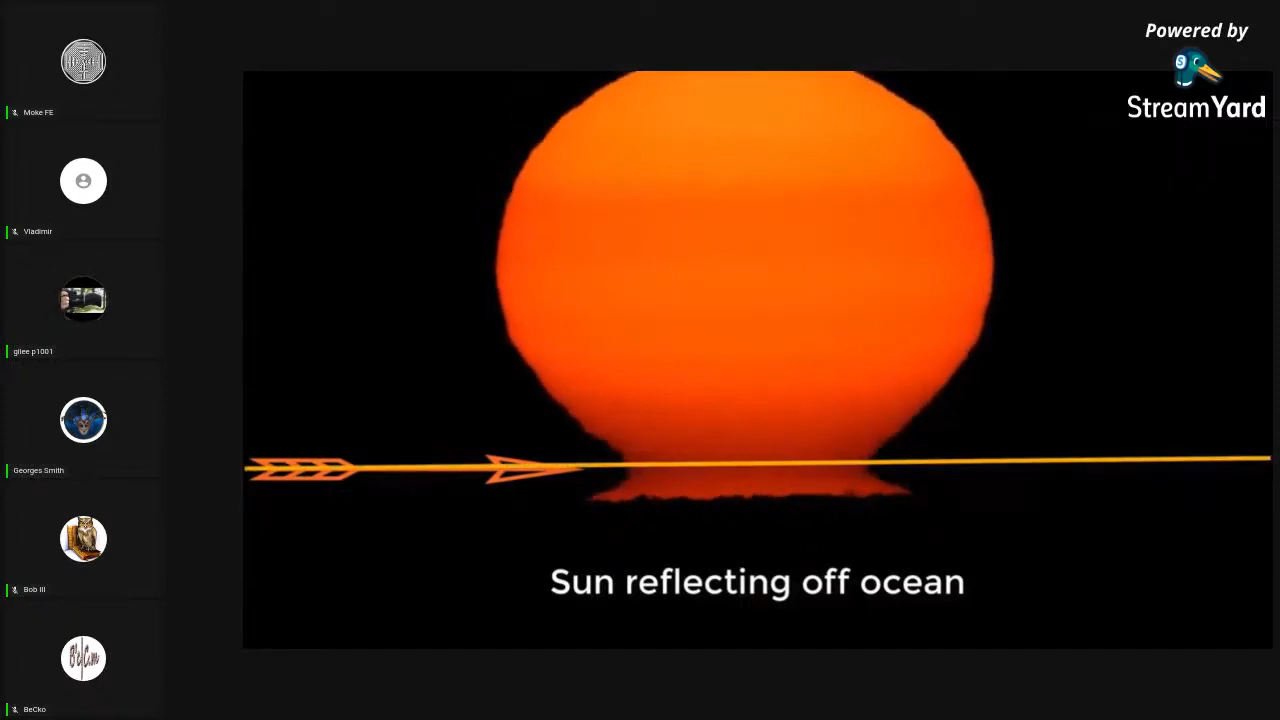 Powered by
StreamYard
Moke FE
Vladimir
gilee p1001
Georges Smith
Bob III
BeCko
Sun reflecting off ocean